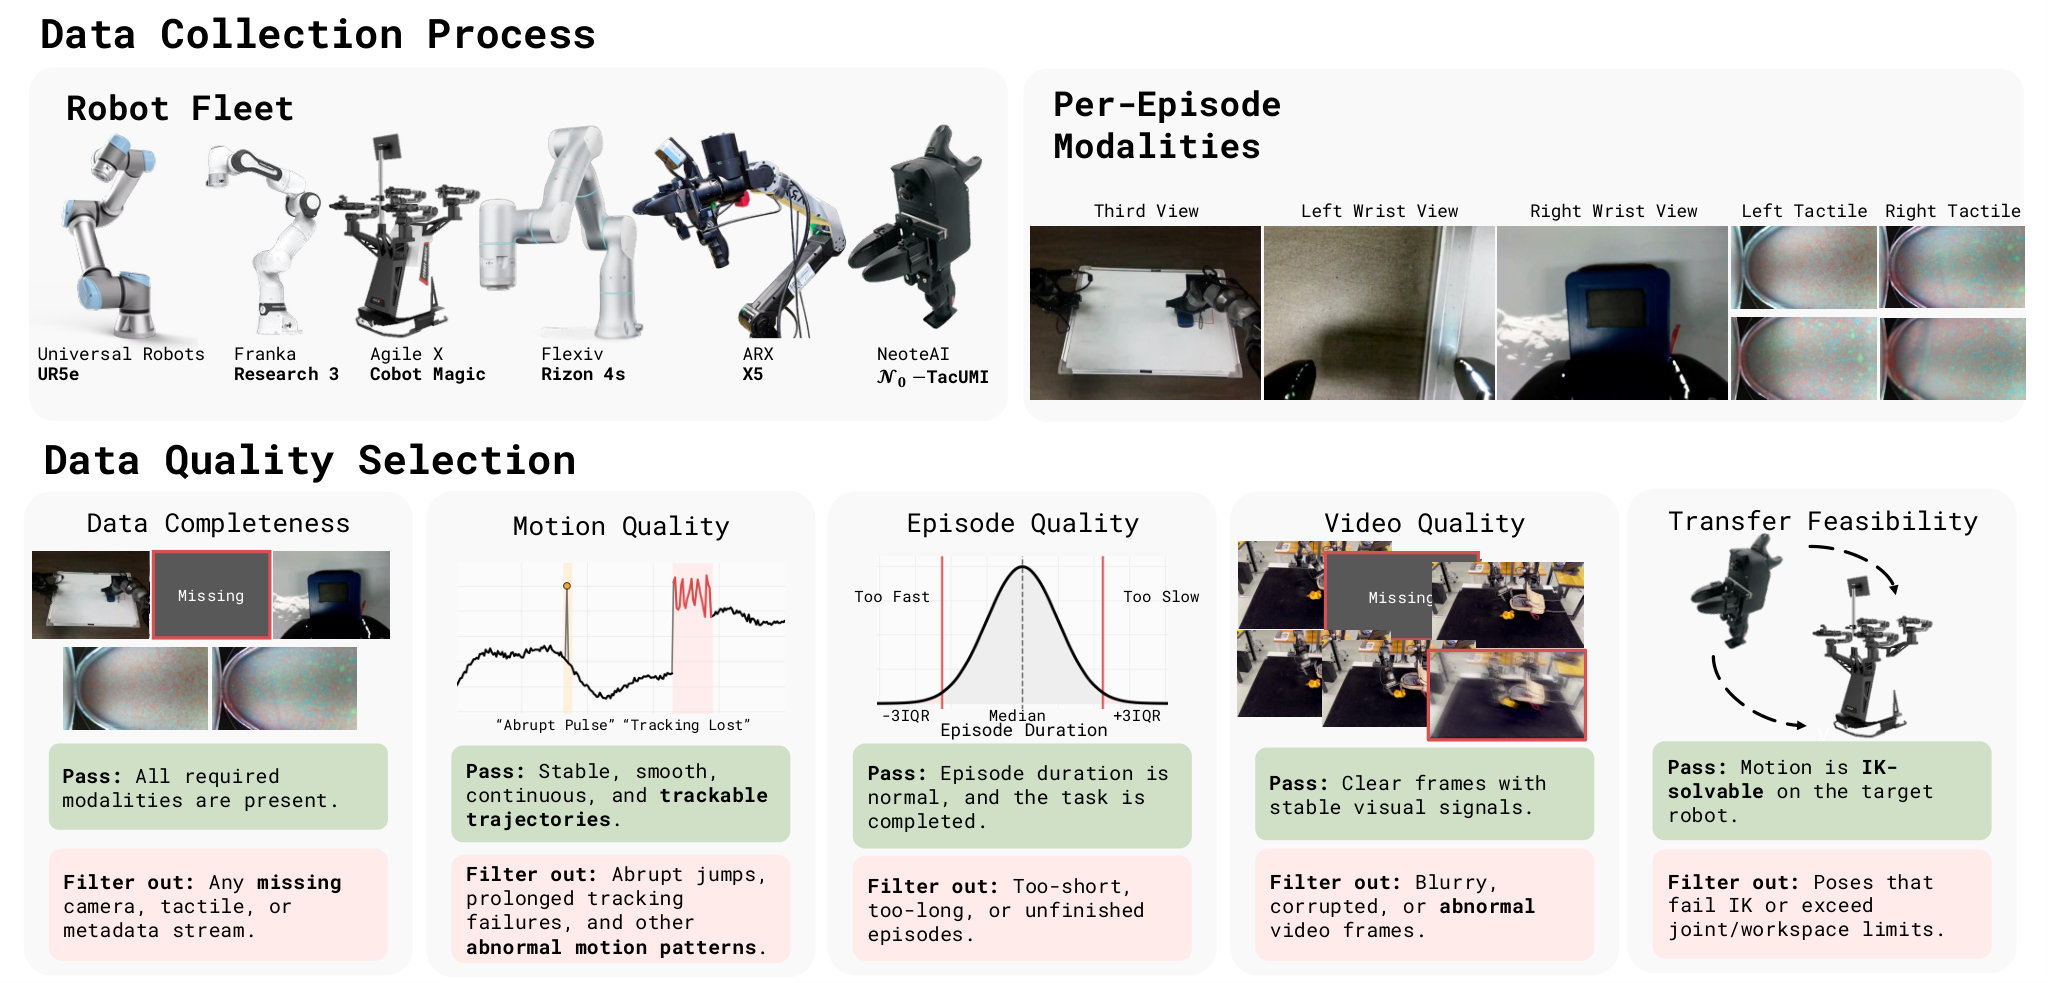 Data Collection Process
Robot Fleet
Universal Robots
UR5e
Franka
Research 3
Agile X
Cobot Magic
Flexiv
Rizon 4s
ARX
X5
NeoteAI
𝒩₀ −TacUMI
Per-Episode
Modalities
Third View
Left Wrist View
Right Wrist View
Left Tactile
Right Tactile
Data Quality Selection
Data Completeness
Missing
Pass: All required
modalities are present.
Filter out: Any missing
camera, tactile, or
metadata stream.
Motion Quality
“Abrupt Pulse” “Tracking Lost”
Pass: Stable, smooth,
continuous, and trackable
trajectories.
Filter out: Abrupt jumps,
prolonged tracking
failures, and other
abnormal motion patterns.
Episode Quality
Too Fast
Too Slow
-3IQR
Median
+3IQR
Episode Duration
Pass: Episode duration is
normal, and the task is
completed.
Filter out: Too-short,
too-long, or unfinished
episodes.
Video Quality
Missing
Pass: Clear frames with
stable visual signals.
Filter out: Blurry,
corrupted, or abnormal
video frames.
Transfer Feasibility
Pass: Motion is IK-
solvable on the target
robot.
Filter out: Poses that
fail IK or exceed
joint/workspace limits.